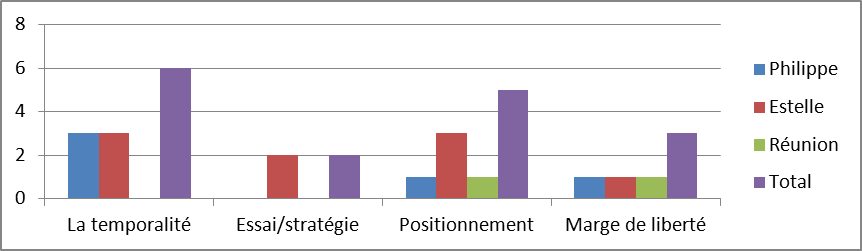 8
6
4
2
0
La temporalité
Essai/stratégie
Positionnement
Marge de liberté
Philippe
Estelle
Réunion
Total